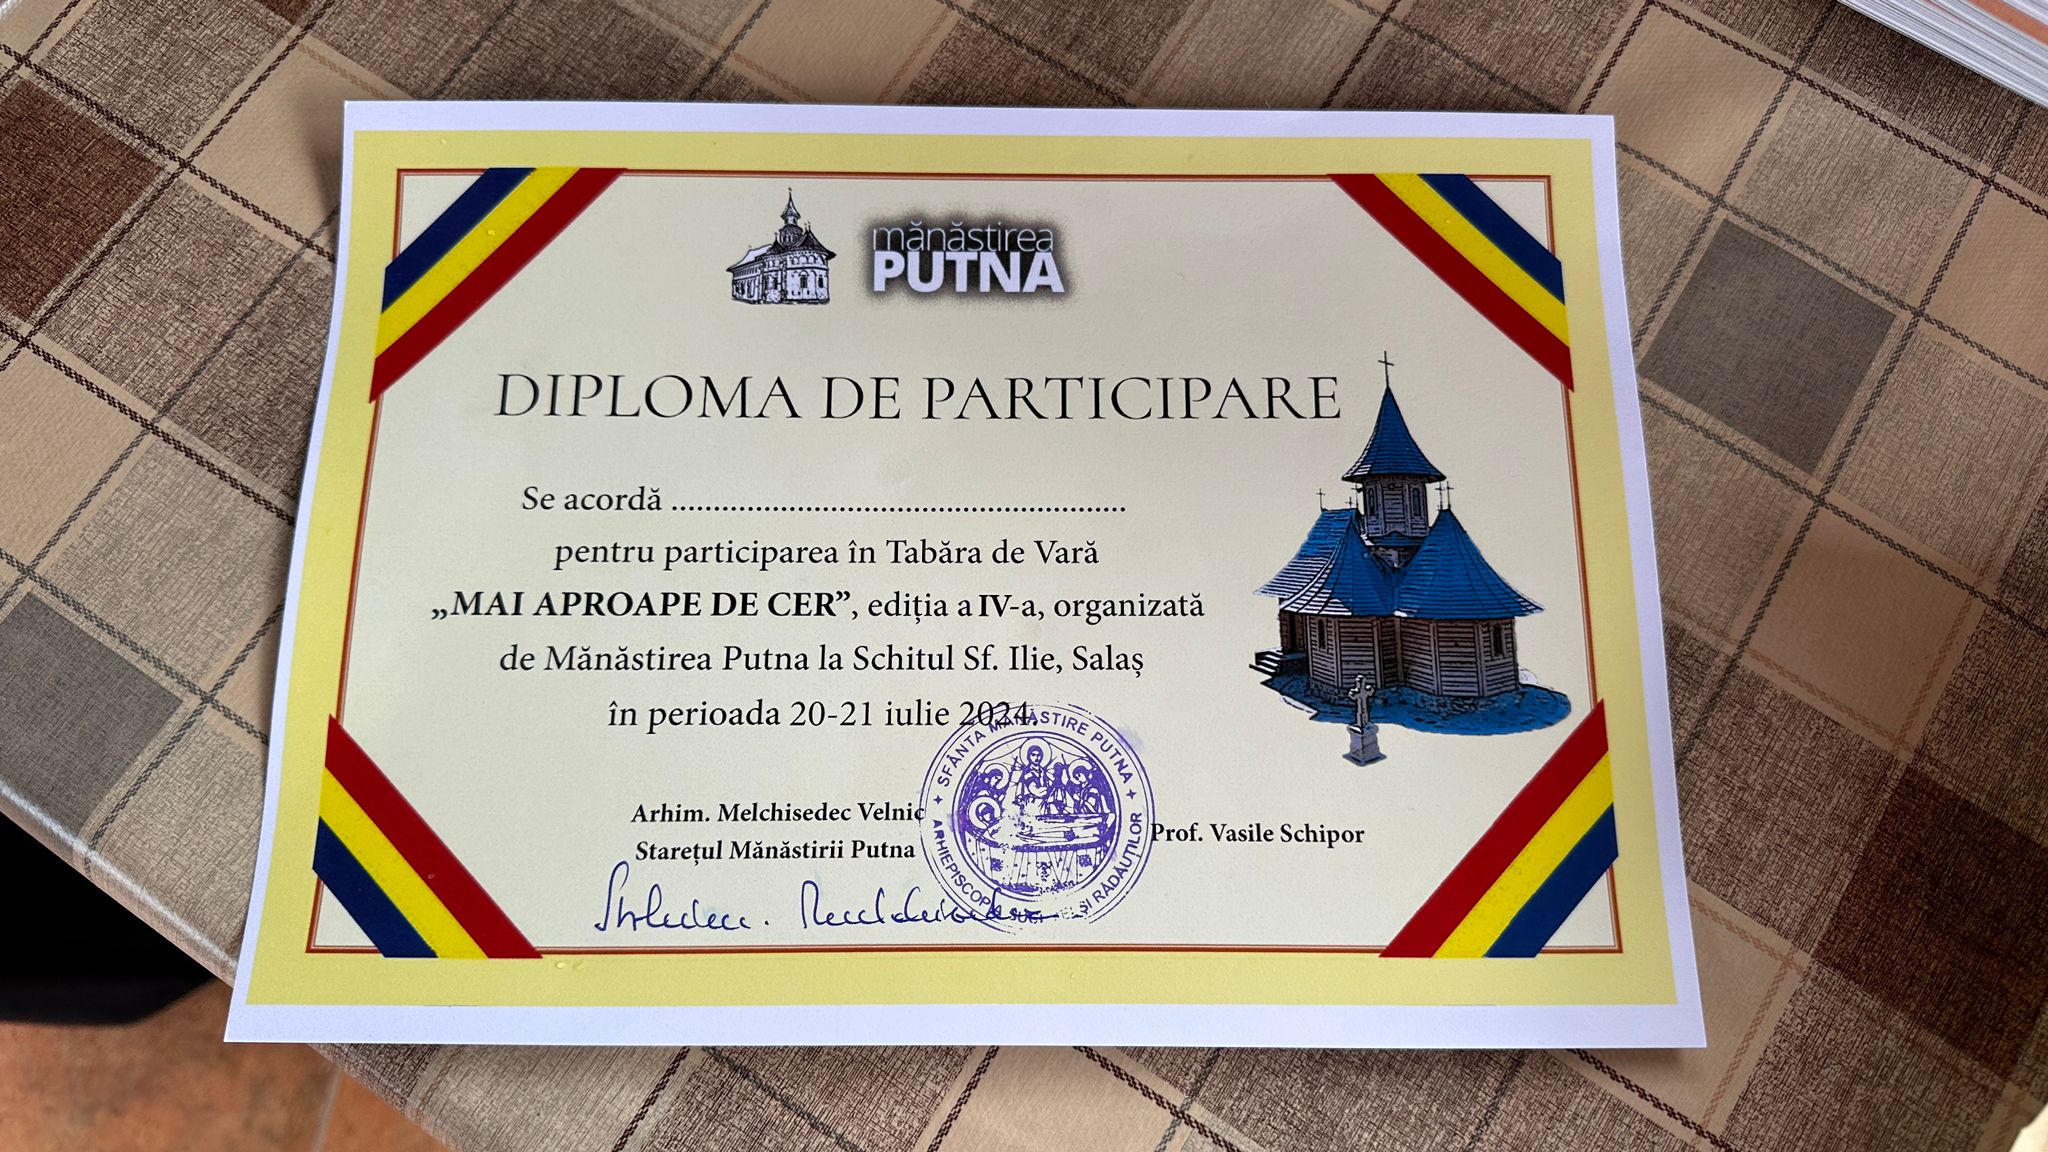 mănăstirea
PUTNA
DIPLOMA DE PARTICIPARE
Se acordă ......................................................
pentru participarea în Tabăra de Vară
„MAI APROAPE DE CER”, ediția a IV-a, organizată
de Mănăstirea Putna la Schitul Sf. Ilie, Salaș
în perioada 20-21 iulie 2024.
Arhim. Melchisedec Velnic
Starețul Mănăstirii Putna
Prof. Vasile Schipor
SFÂNTA MĂNĂSTIRE PUTNA
ȘI RĂDĂUȚILOR